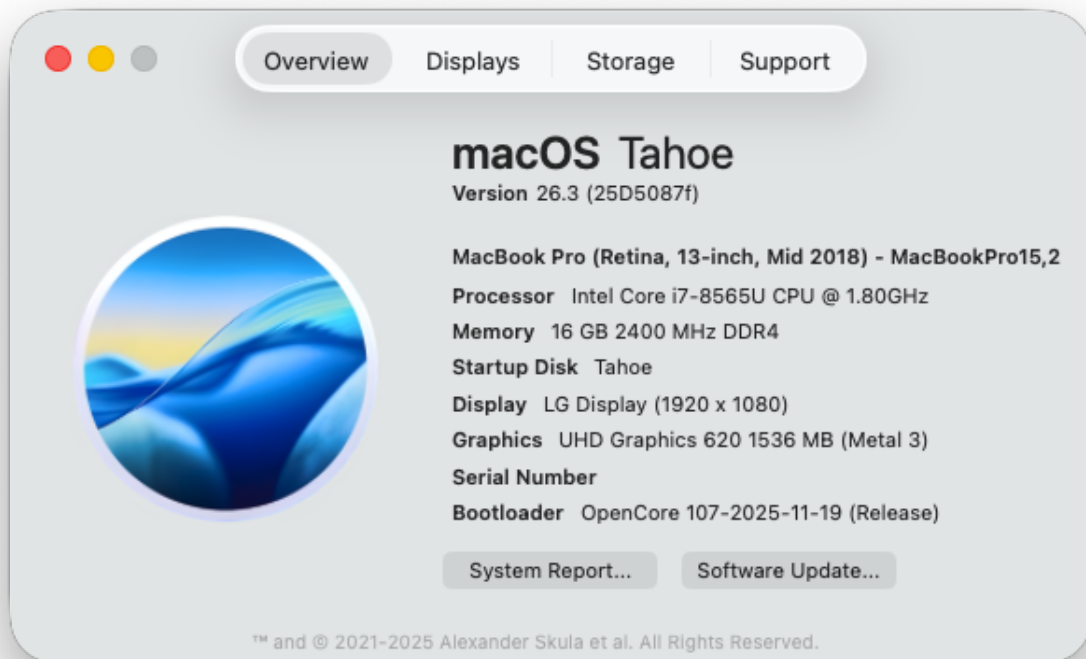 Overview Displays Storage Support
macOS Tahoe
Version 26.3 (25D5087f)
MacBook Pro (Retina, 13-inch, Mid 2018) - MacBookPro15,2
Processor Intel Core i7-8565U CPU @ 1.80GHz
Memory 16 GB 2400 MHz DDR4
Startup Disk Tahoe
Display LG Display (1920 x 1080)
Graphics UHD Graphics 620 1536 MB (Metal 3)
Serial Number
Bootloader OpenCore 107-2025-11-19 (Release)
System Report... Software Update...
™ and © 2021-2025 Alexander Skula et al. All Rights Reserved.